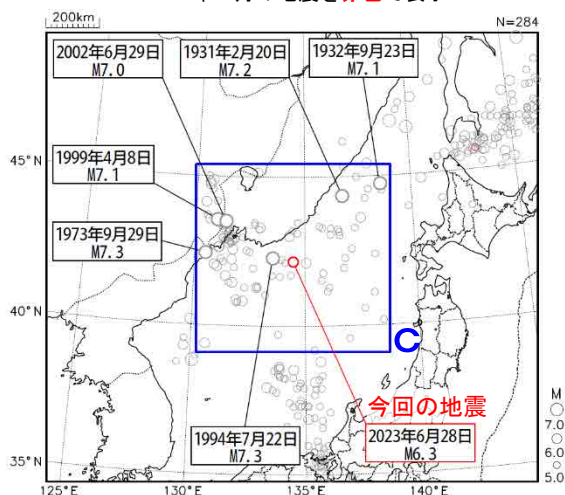 200km
N=284
2002年6月29日
M7.0
1931年2月20日
M7.2
1932年9月23日
M7.1
1999年4月8日
M7.1
1973年9月29日
M7.3
45°N
40°N
35°N
C
今回の地震
1994年7月22日
M7.3
2023年6月28日
M6.3
M
7.0
6.0
5.0
125°E
130°E
135°E
140°E